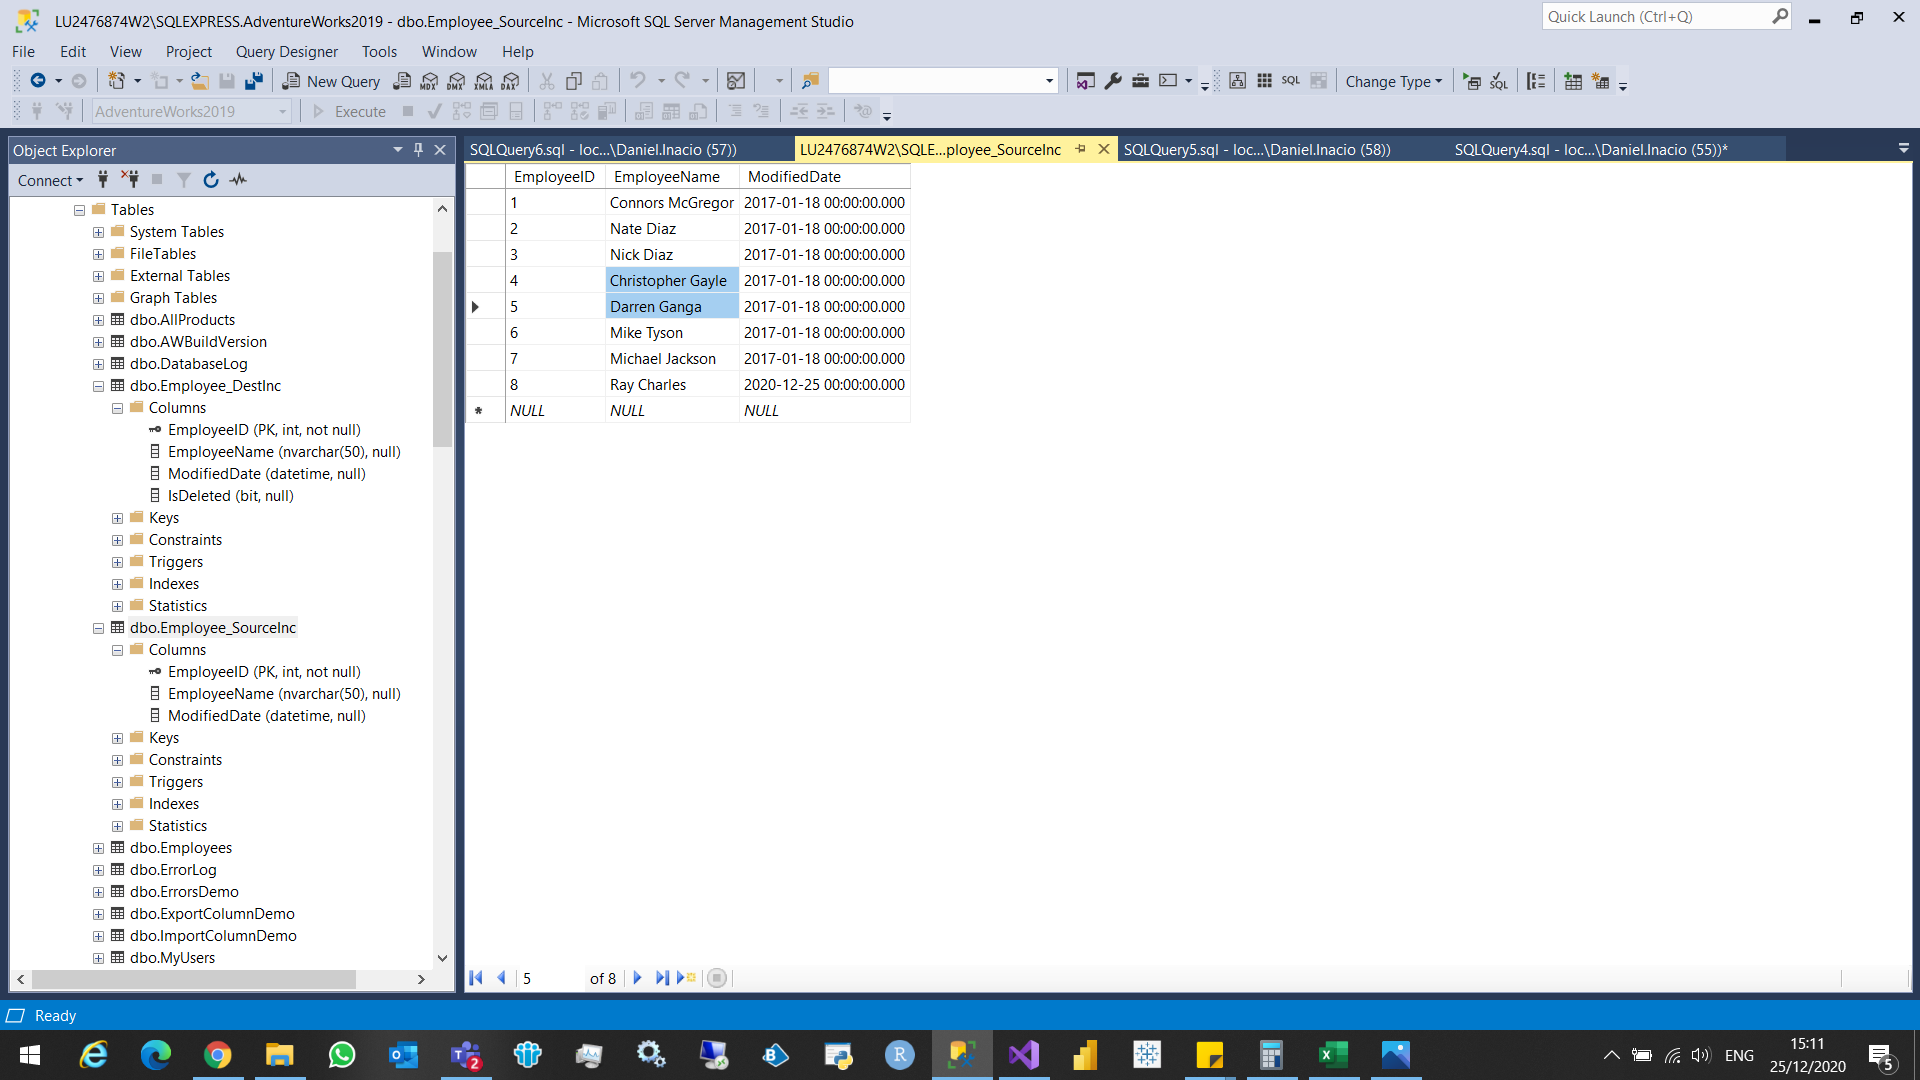 LU2476874W2\SQLEXPRESS.AdventureWorks2019 - dbo.Employee_SourceInc - Microsoft SQL Server Management Studio
Quick Launch (Ctrl+Q)
File Edit View Project Query Designer Tools Window Help
New Query MDX DMX XMLA DAX SQL Change Type SQL
AdventureWorks2019 Execute
Object Explorer
SQLQuery6.sql - loc...\Daniel.Inacio (57)) LU2476874W2\SQLE...ployee_SourceInc SQLQuery5.sql - loc...\Daniel.Inacio (58)) SQLQuery4.sql - loc...\Daniel.Inacio (55))*
Connect
Tables
System Tables
FileTables
External Tables
Graph Tables
dbo.AllProducts
dbo.AWBuildVersion
dbo.DatabaseLog
dbo.Employee_DestInc
Columns
EmployeeID (PK, int, not null)
EmployeeName (nvarchar(50), null)
ModifiedDate (datetime, null)
IsDeleted (bit, null)
Keys
Constraints
Triggers
Indexes
Statistics
dbo.Employee_SourceInc
Columns
EmployeeID (PK, int, not null)
EmployeeName (nvarchar(50), null)
ModifiedDate (datetime, null)
Keys
Constraints
Triggers
Indexes
Statistics
dbo.Employees
dbo.ErrorLog
dbo.ErrorsDemo
dbo.ExportColumnDemo
dbo.ImportColumnDemo
dbo.MyUsers
EmployeeID EmployeeName ModifiedDate
1 Connors McGregor 2017-01-18 00:00:00.000
2 Nate Diaz 2017-01-18 00:00:00.000
3 Nick Diaz 2017-01-18 00:00:00.000
4 Christopher Gayle 2017-01-18 00:00:00.000
5 Darren Ganga 2017-01-18 00:00:00.000
6 Mike Tyson 2017-01-18 00:00:00.000
7 Michael Jackson 2017-01-18 00:00:00.000
8 Ray Charles 2020-12-25 00:00:00.000
* NULL NULL NULL
5 of 8
Ready
2 B R ENG
15:11
25/12/2020
5